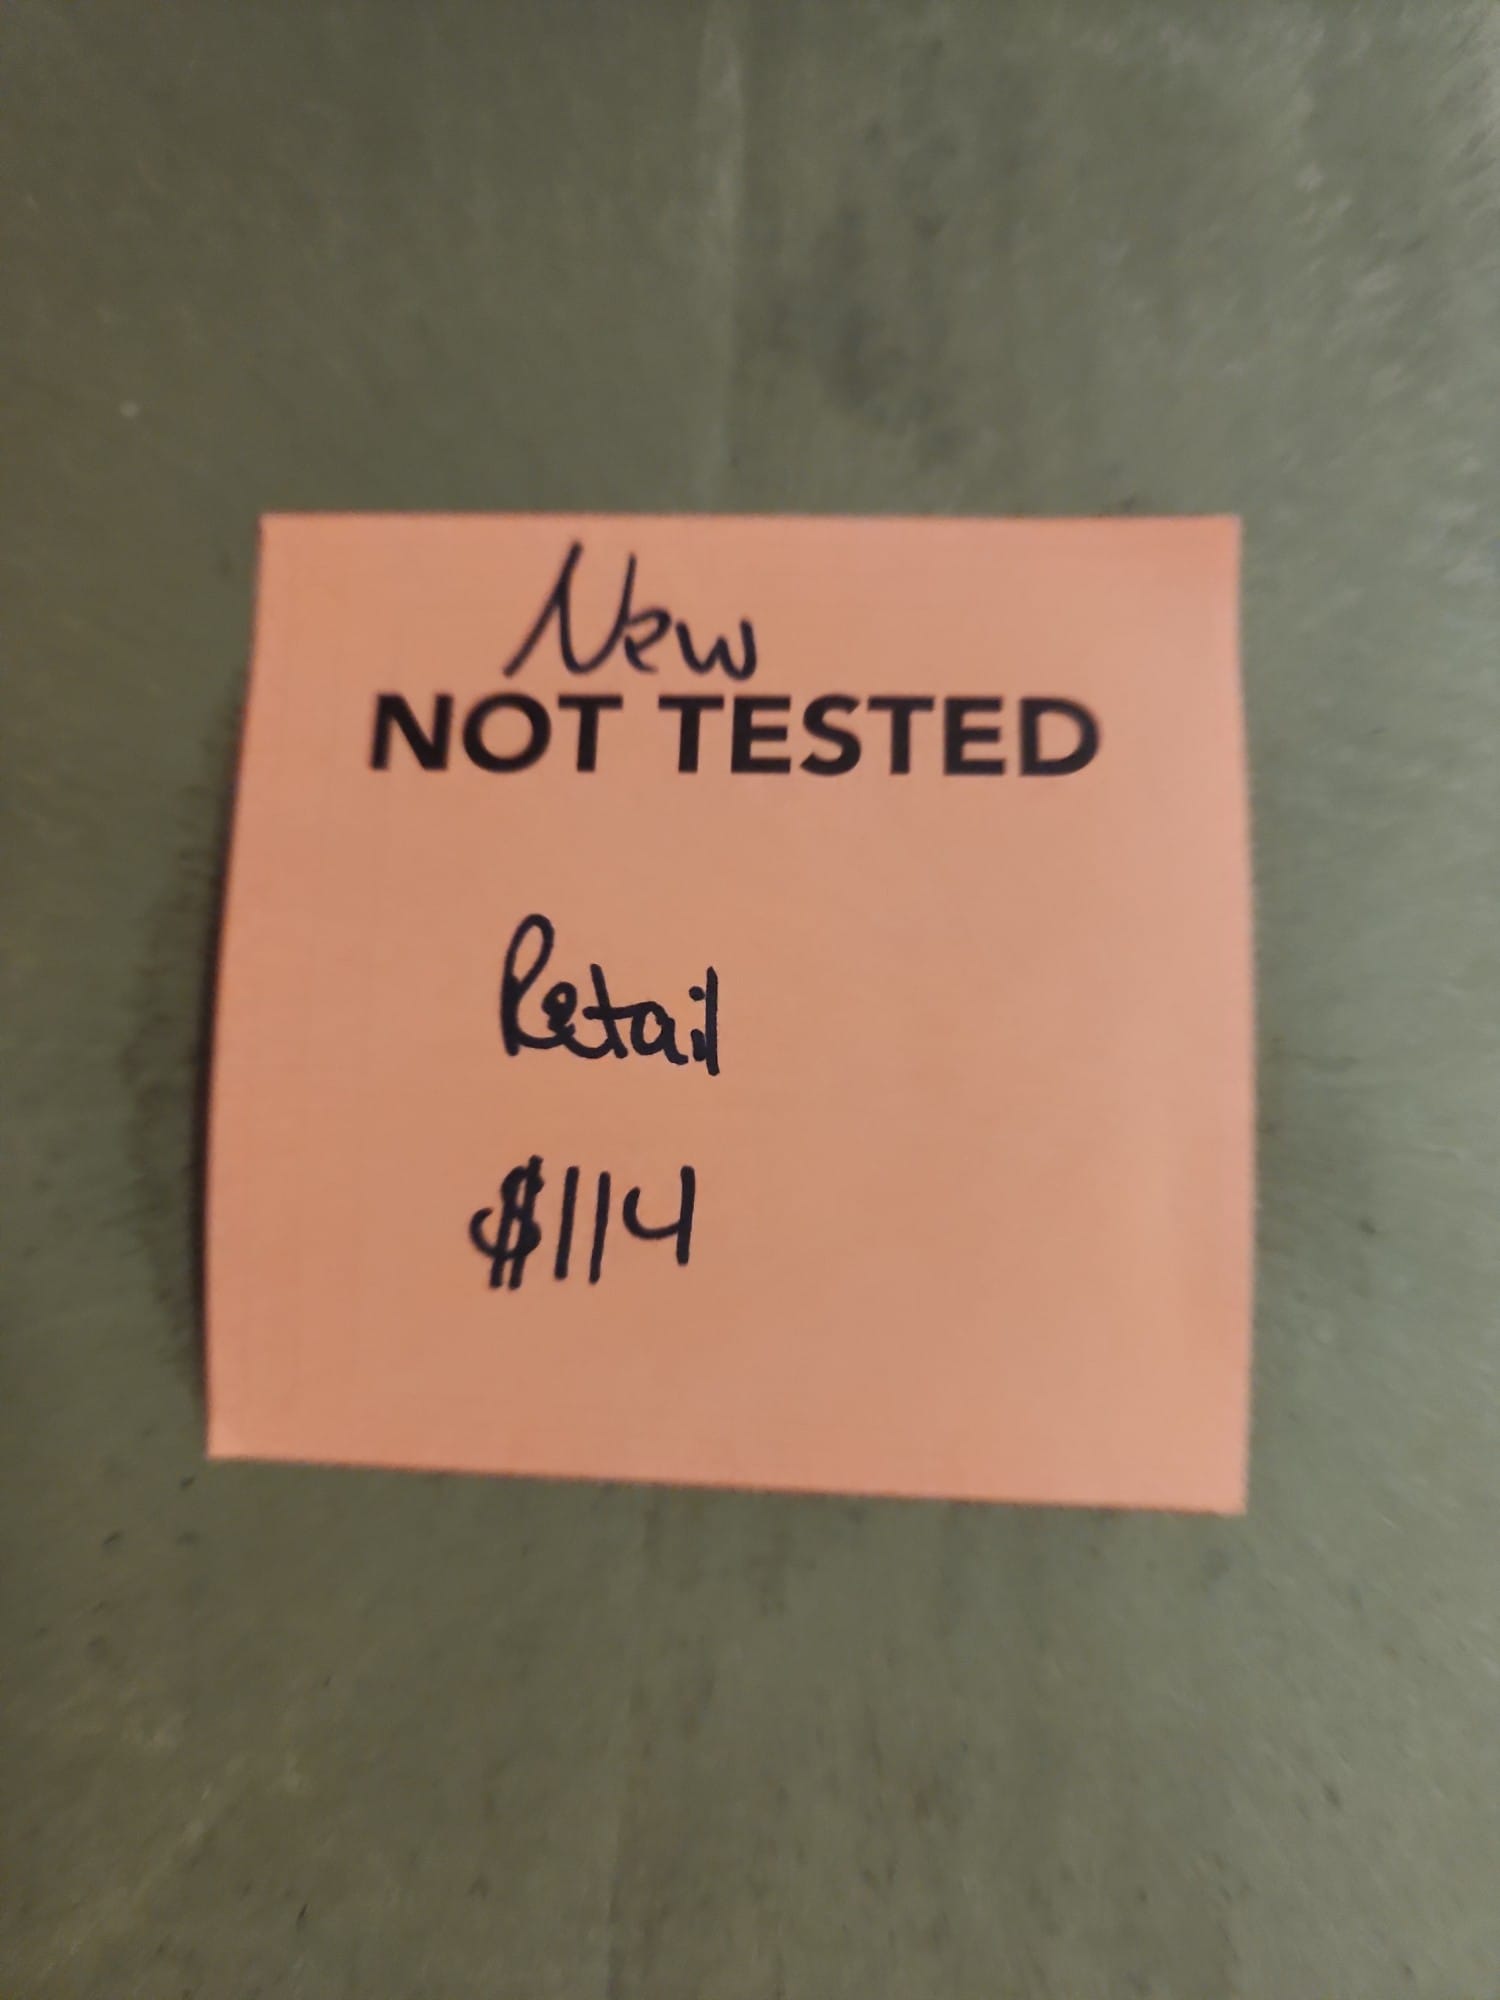 New
NOT TESTED
Retail
$114